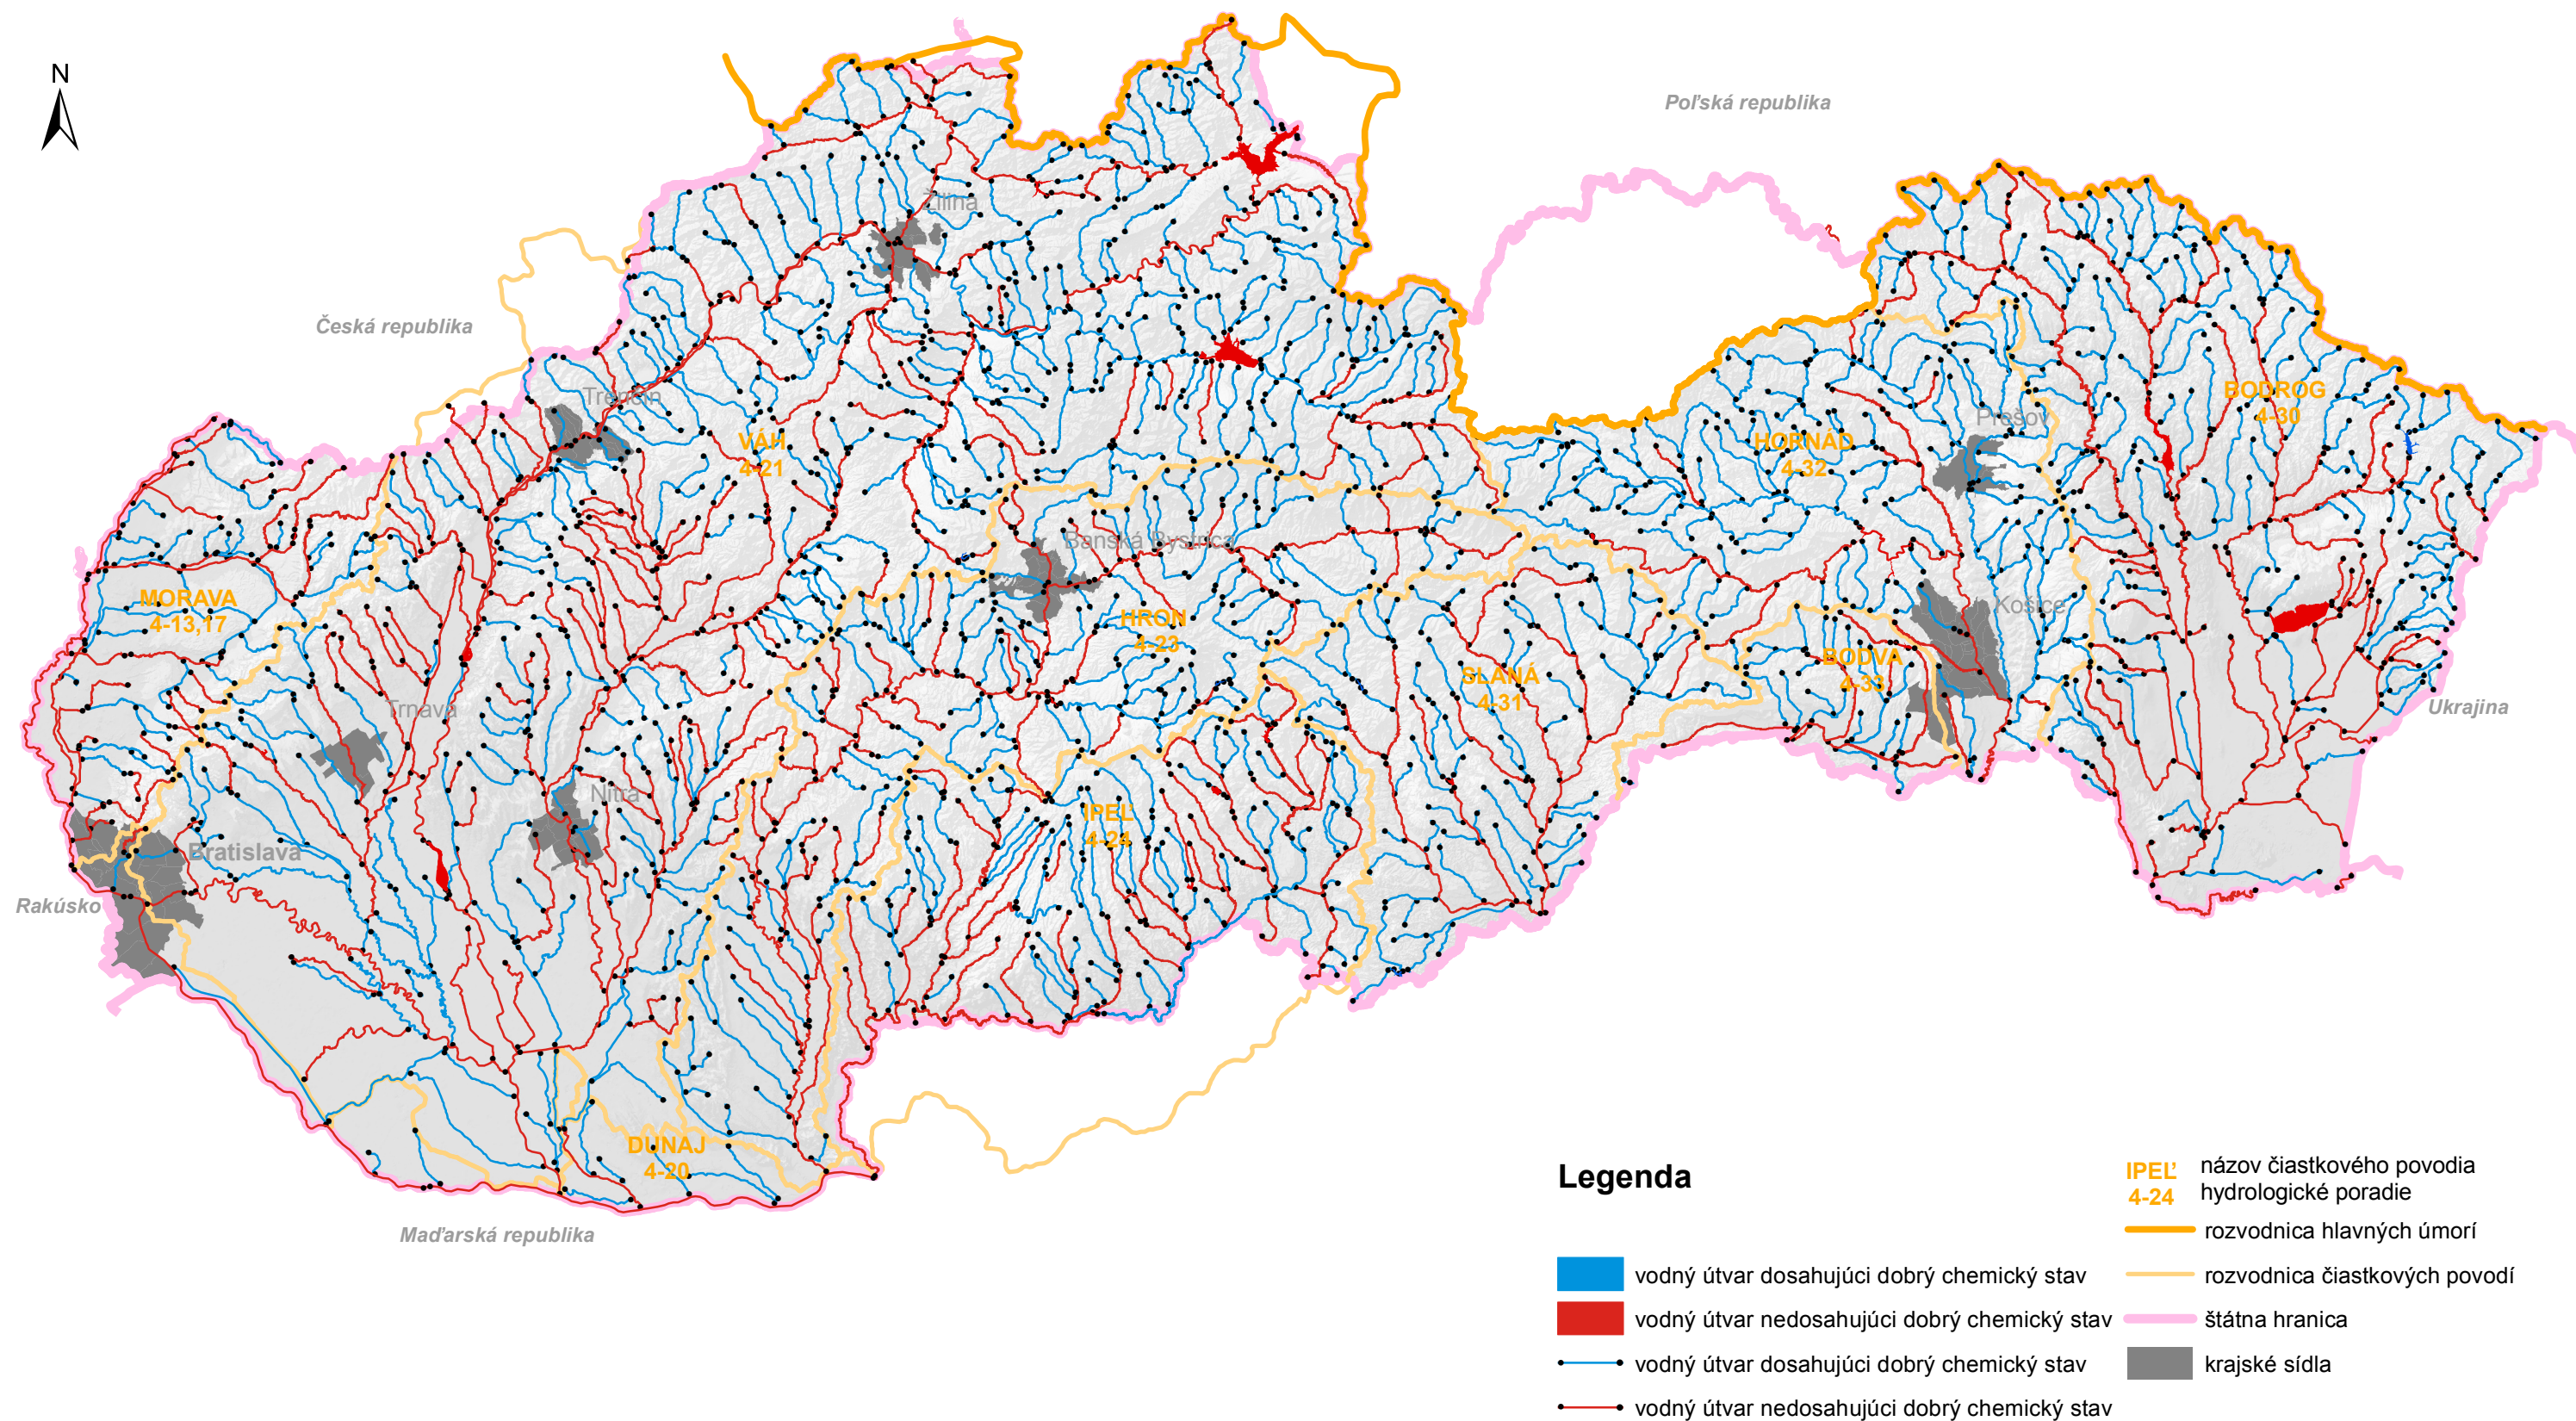 N
Poľská republika
Žilina
Česká republika
Trenčín
BODROG
4-30
Prešov
VÁH
4-21
HORNÁD
4-32
Banská Bystrica
MORAVA
4-13,17
Košice
HRON
4-23
BODVA
4-33
SLANÁ
4-31
Trnava
Ukrajina
Nitra
IPEĽ
4-24
Bratislava
Rakúsko
DUNAJ
4-20
Maďarská republika
Legenda
vodný útvar dosahujúci dobrý chemický stav
vodný útvar nedosahujúci dobrý chemický stav
vodný útvar dosahujúci dobrý chemický stav
vodný útvar nedosahujúci dobrý chemický stav
IPEĽ
4-24
názov čiastkového povodia
hydrologické poradie
rozvodnica hlavných úmorí
rozvodnica čiastkových povodí
štátna hranica
krajské sídla